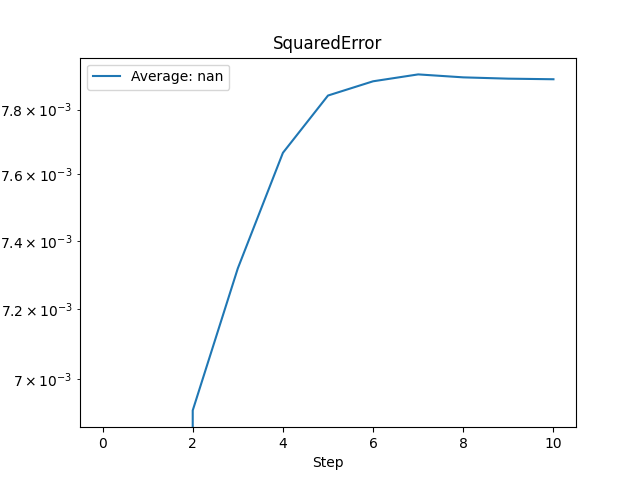 SquaredError
Average: nan
7.8 × 10⁻³
7.6 × 10⁻³
7.4 × 10⁻³
7.2 × 10⁻³
7 × 10⁻³
0 2 4 6 8 10
Step